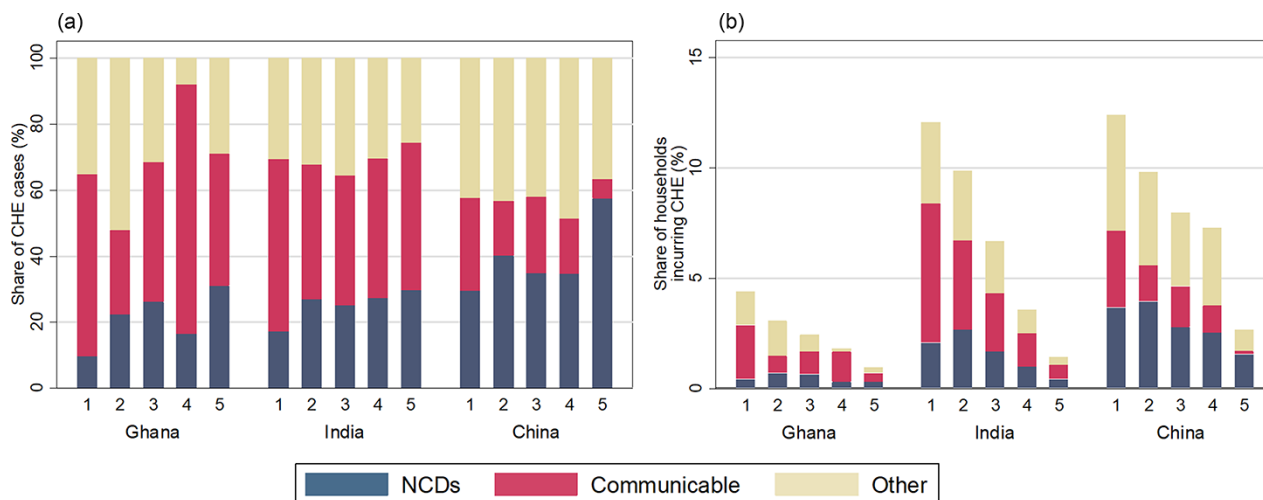 (a)
Share of CHE cases (%)
100
80
60
40
20
0
1 2 3 4 5 1 2 3 4 5 1 2 3 4 5
Ghana India China
(b)
Share of households
incurring CHE (%)
15
10
5
0
1 2 3 4 5 1 2 3 4 5 1 2 3 4 5
Ghana India China
NCDs Communicable Other